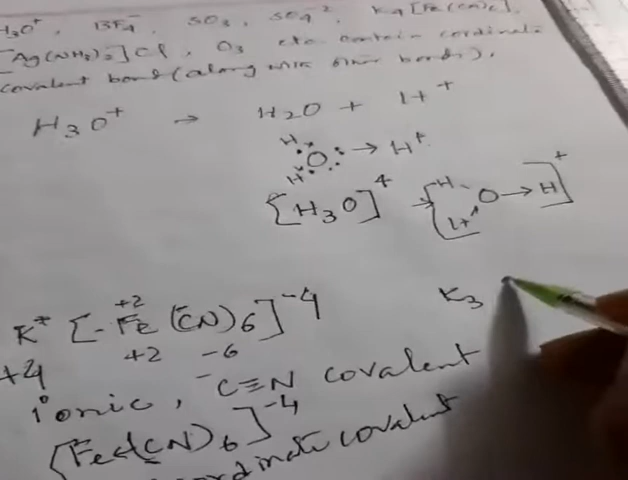 H3O+, BF4-, SO3, SO4-2, K4[Fe(CN)6],
[Ag(NH3)2]Cl, O3 etc. contain cordinate
covalent bond (along with other bonds).
H3O+ → H2O + H+
H
O → H+
H
[H3O]+ → [H O → H]+
H
K3
+2
K+ [Fe(CN)6]-4
+4 +2 -6
ionic, -C≡N covalent
[Fe(CN)6]-4
covalent